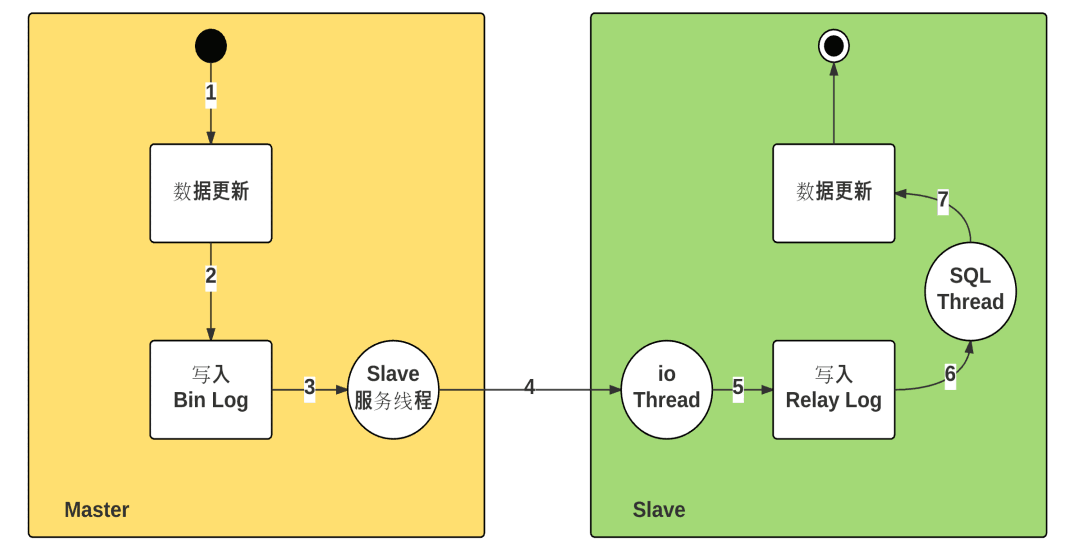 1
数据更新
2
写入
Bin Log
3
Slave
服务线程
Master
4
io
Thread
5
写入
Relay Log
6
SQL
Thread
7
数据更新
Slave